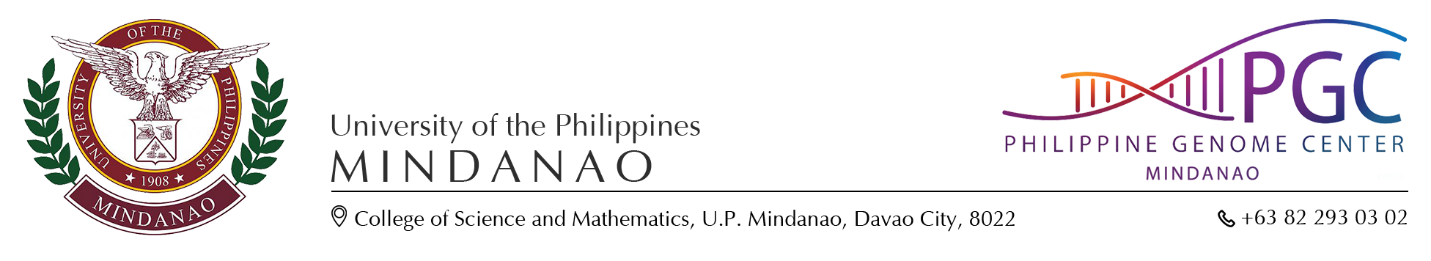 UNIVERSITY OF THE PHILIPPINES
1908
MINDANAO
University of the Philippines
MINDANAO
College of Science and Mathematics, U.P. Mindanao, Davao City, 8022
PGC
PHILIPPINE GENOME CENTER
MINDANAO
+63 82 293 03 02